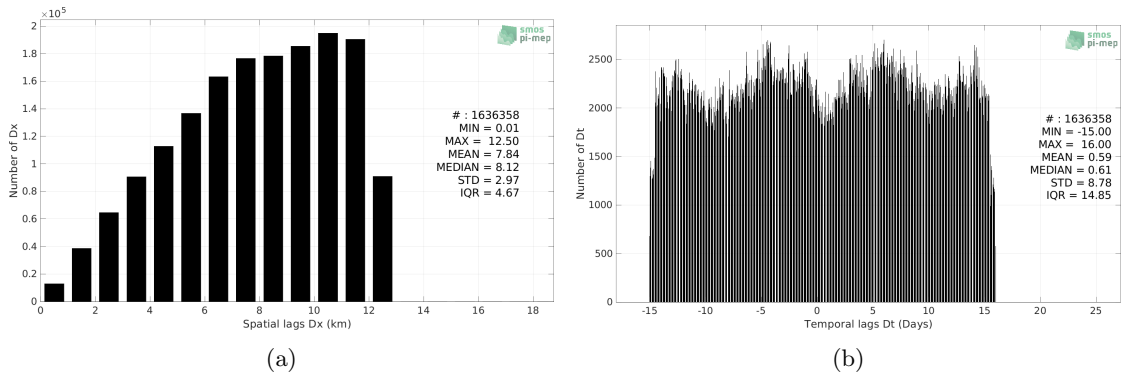 ×10⁵
2
1.8
1.6
1.4
1.2
1
0.8
0.6
0.4
0.2
0
Number of Dx
smos
pi-mep
# : 1636358
MIN = 0.01
MAX = 12.50
MEAN = 7.84
MEDIAN = 8.12
STD = 2.97
IQR = 4.67
0 2 4 6 8 10 12 14 16 18
Spatial lags Dx (km)
(a)
2500
2000
1500
1000
500
0
Number of Dt
smos
pi-mep
# : 1636358
MIN = -15.00
MAX = 16.00
MEAN = 0.59
MEDIAN = 0.61
STD = 8.78
IQR = 14.85
-15 -10 -5 0 5 10 15 20 25
Temporal lags Dt (Days)
(b)